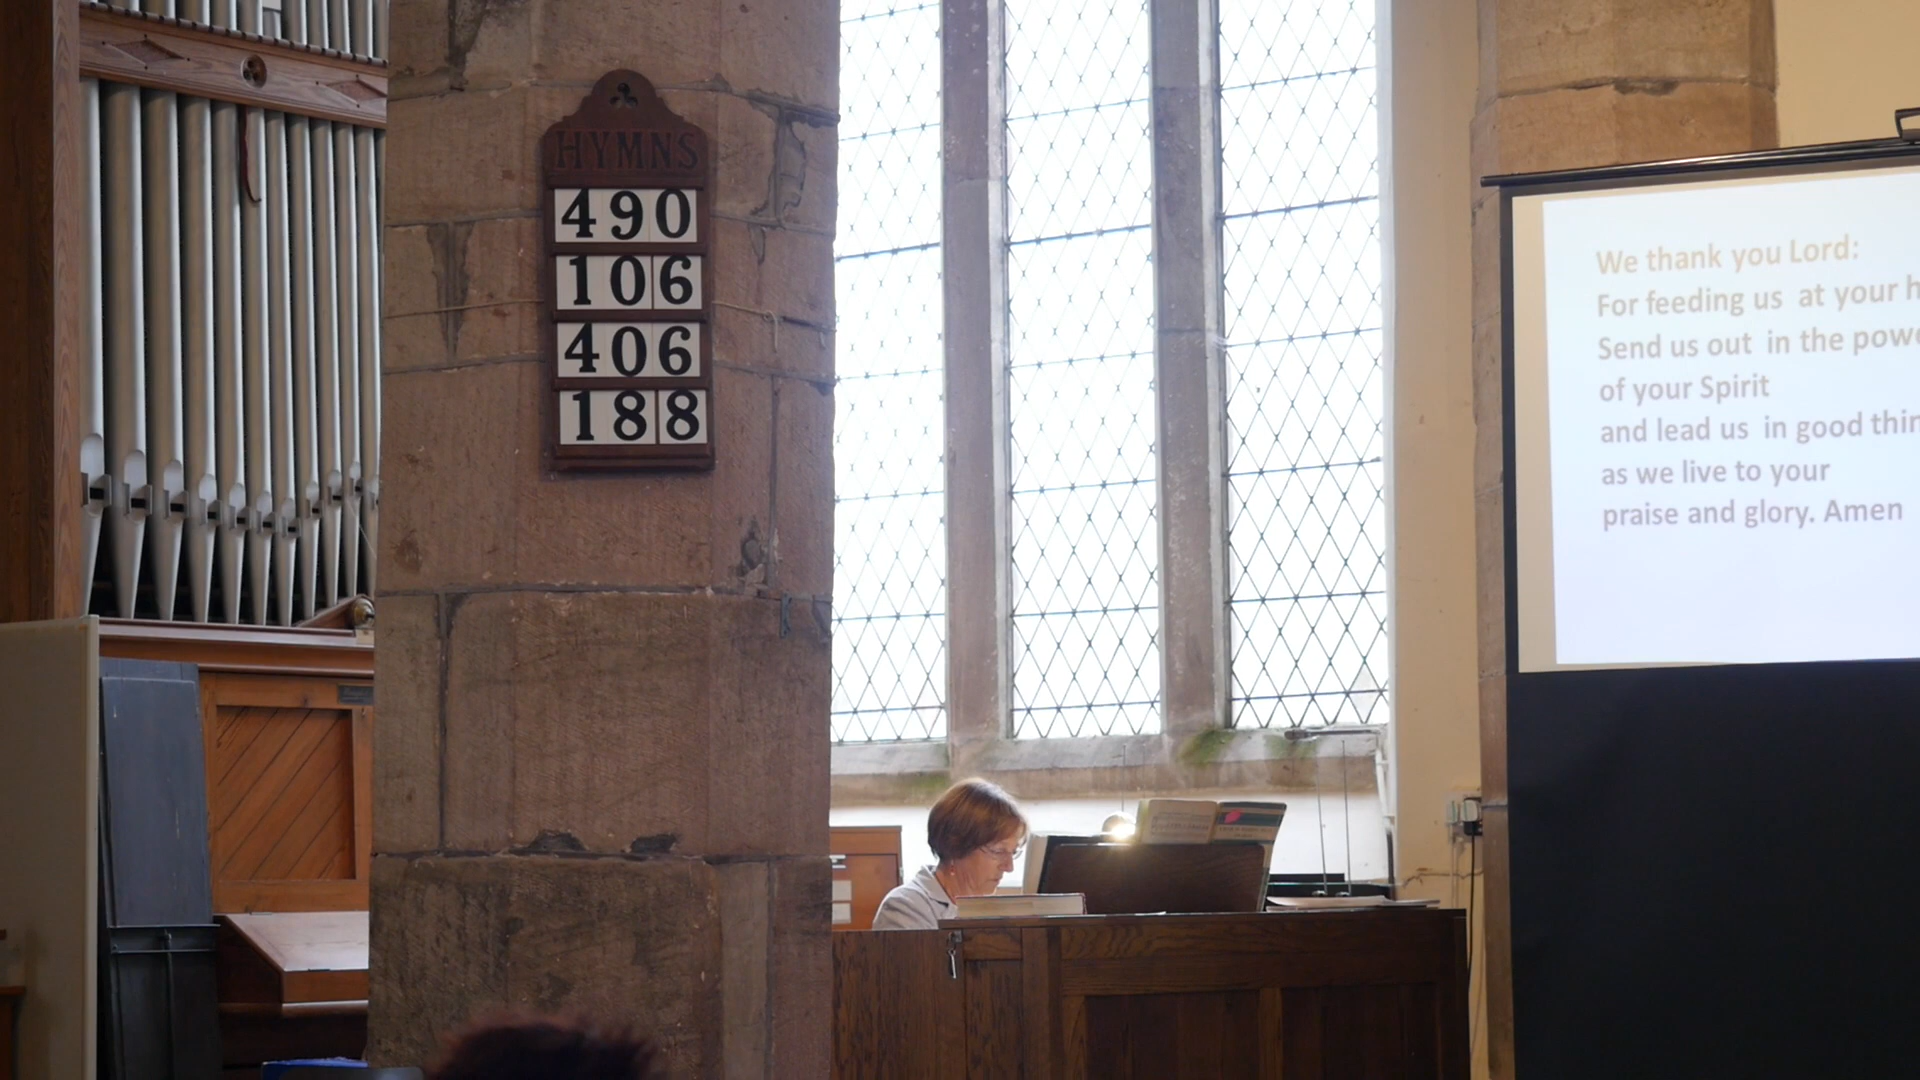 HYMNS
490
106
406
188
We thank you Lord:
For feeding us at your
Send us out in the
of your Spirit
and lead us in good
as we live to your
praise and glory. Amen